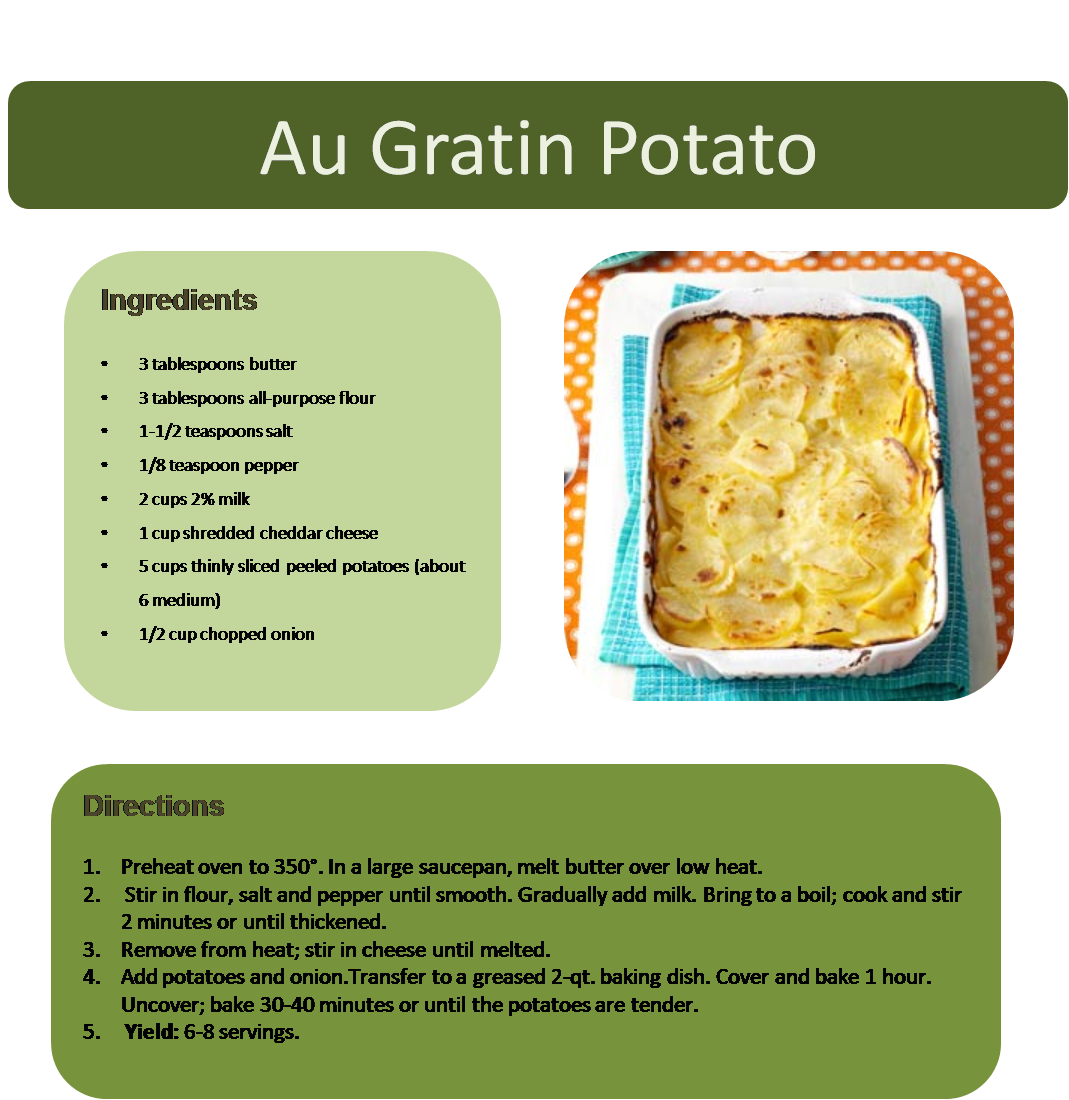 Au Gratin Potato
Ingredients
• 3 tablespoons butter
• 3 tablespoons all-purpose flour
• 1-1/2 teaspoons salt
• 1/8 teaspoon pepper
• 2 cups 2% milk
• 1 cup shredded cheddar cheese
• 5 cups thinly sliced peeled potatoes (about
6 medium)
• 1/2 cup chopped onion
Directions
1. Preheat oven to 350°. In a large saucepan, melt butter over low heat.
2. Stir in flour, salt and pepper until smooth. Gradually add milk. Bring to a boil; cook and stir
2 minutes or until thickened.
3. Remove from heat; stir in cheese until melted.
4. Add potatoes and onion.Transfer to a greased 2-qt. baking dish. Cover and bake 1 hour.
Uncover; bake 30-40 minutes or until the potatoes are tender.
5. Yield: 6-8 servings.